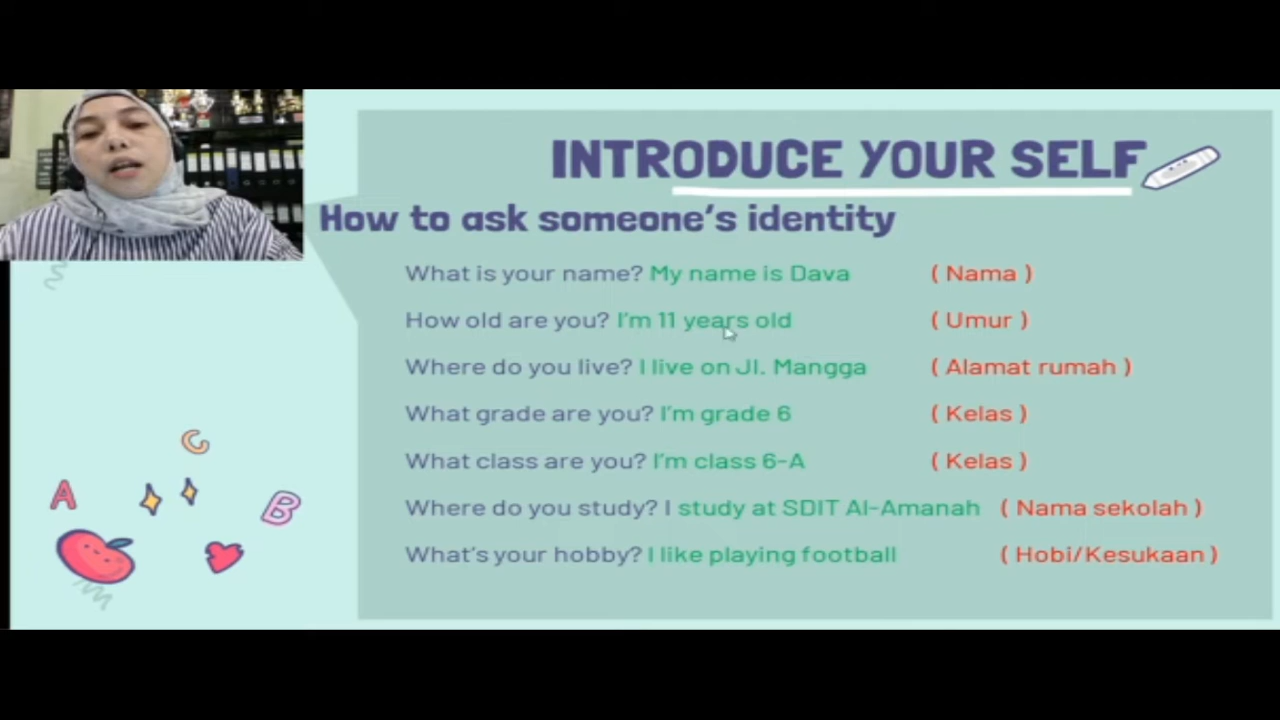 INTRODUCE YOUR SELF
How to ask someone's identity
What is your name? My name is Dava ( Nama )
How old are you? I'm 11 years old ( Umur )
Where do you live? I live on Jl. Mangga ( Alamat rumah )
What grade are you? I'm grade 6 ( Kelas )
What class are you? I'm class 6-A ( Kelas )
Where do you study? I study at SDIT Al-Amanah ( Nama sekolah )
What's your hobby? I like playing football ( Hobi/Kesukaan )
C
A
B